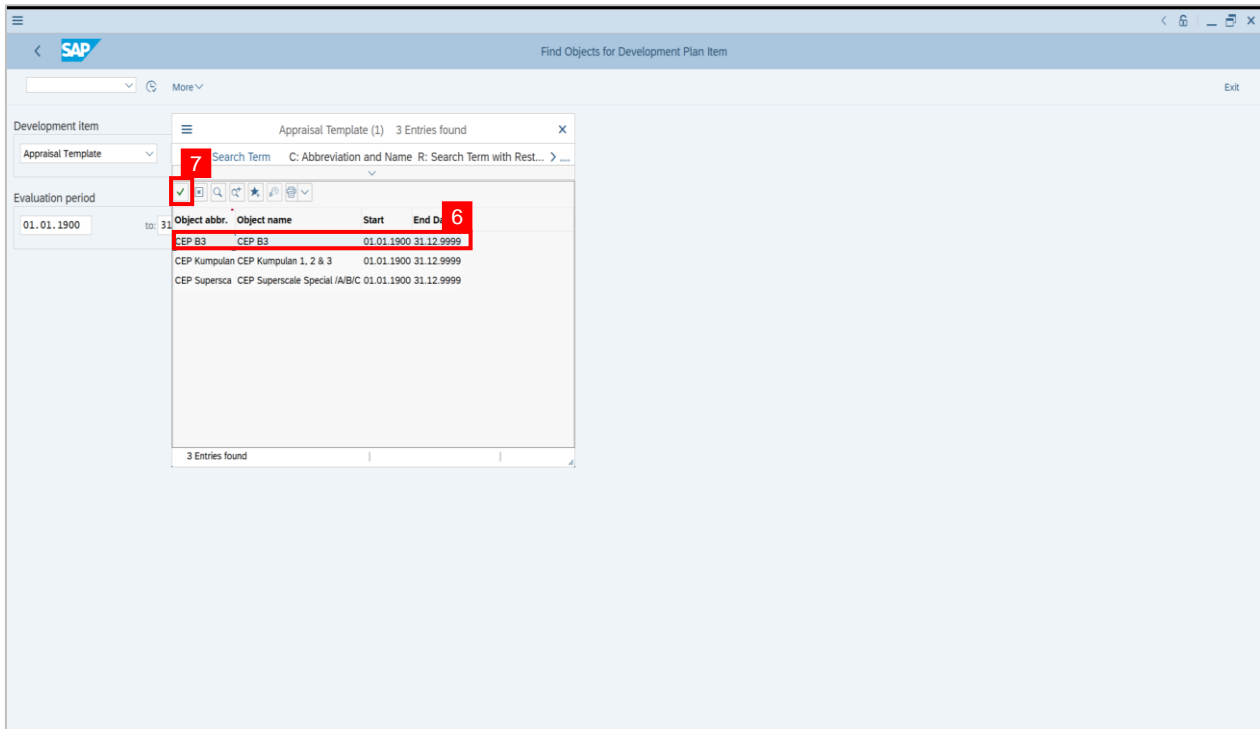 SAP
Find Objects for Development Plan Item
More
Exit
Development item
Appraisal Template
Evaluation period
01.01.1900 to: 31
Appraisal Template (1) 3 Entries found
7
Search Term C: Abbreviation and Name R: Search Term with Rest... ...
6
Object abbr. Object name Start End Da
CEP B3 CEP B3 01.01.1900 31.12.9999
CEP Kumpulan CEP Kumpulan 1, 2 & 3 01.01.1900 31.12.9999
CEP Supersca CEP Superscale Special /A/B/C 01.01.1900 31.12.9999
3 Entries found